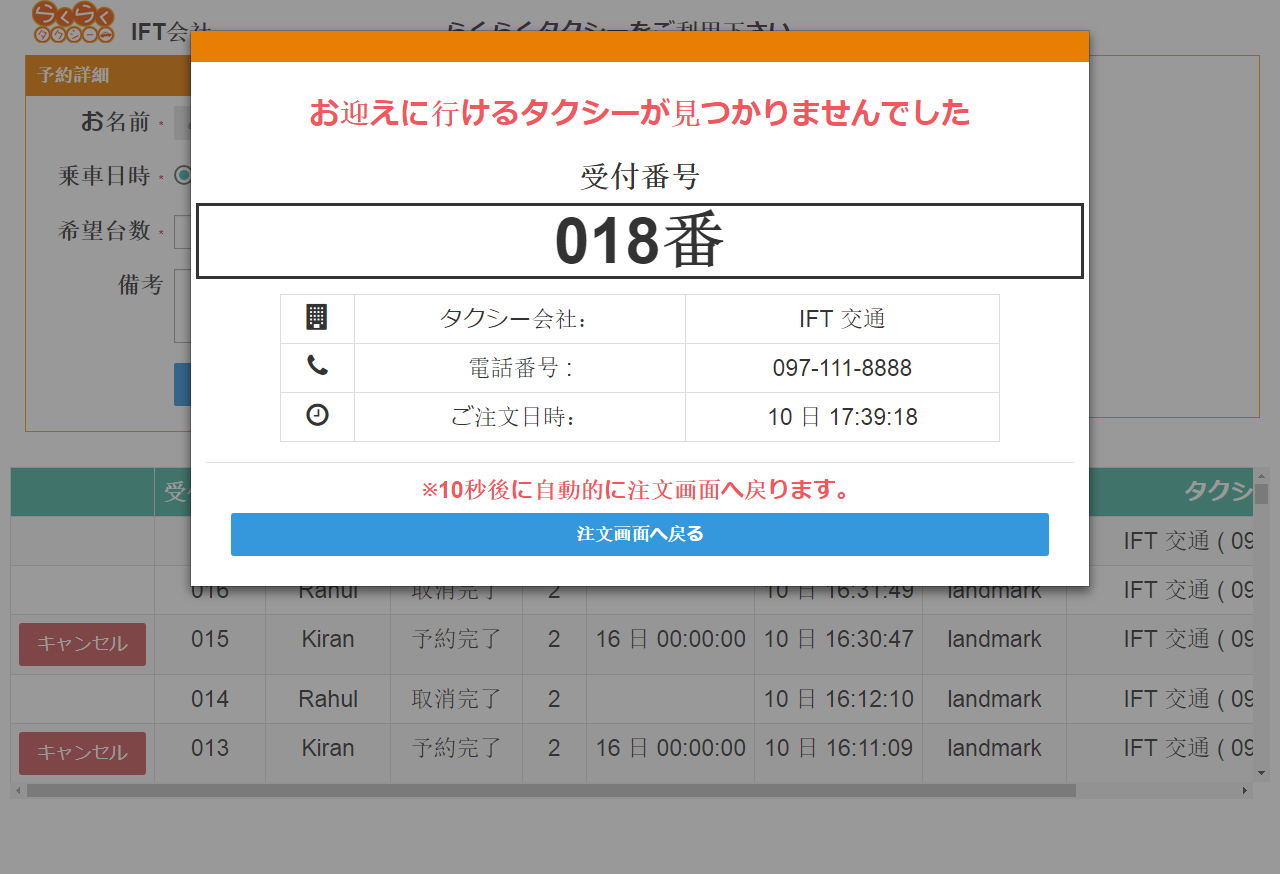 らくらく
タクシー
IFT会社
らくらくタクシーをご利用下さい
予約詳細
お名前 *
乗車日時 *
希望台数 *
備考
お迎えに行けるタクシーが見つかりませんでした
受付番号
018番
タクシー会社: IFT 交通
電話番号 : 097-111-8888
ご注文日時: 10 日 17:39:18
※10秒後に自動的に注文画面へ戻ります。
注文画面へ戻る
受 タクシ
IFT 交通 ( 09
016 Rahul 取消完了 2 10 日 16:31:49 landmark IFT 交通 ( 09
キャンセル 015 Kiran 予約完了 2 16 日 00:00:00 10 日 16:30:47 landmark IFT 交通 ( 09
014 Rahul 取消完了 2 10 日 16:12:10 landmark IFT 交通 ( 09
キャンセル 013 Kiran 予約完了 2 16 日 00:00:00 10 日 16:11:09 landmark IFT 交通 ( 09